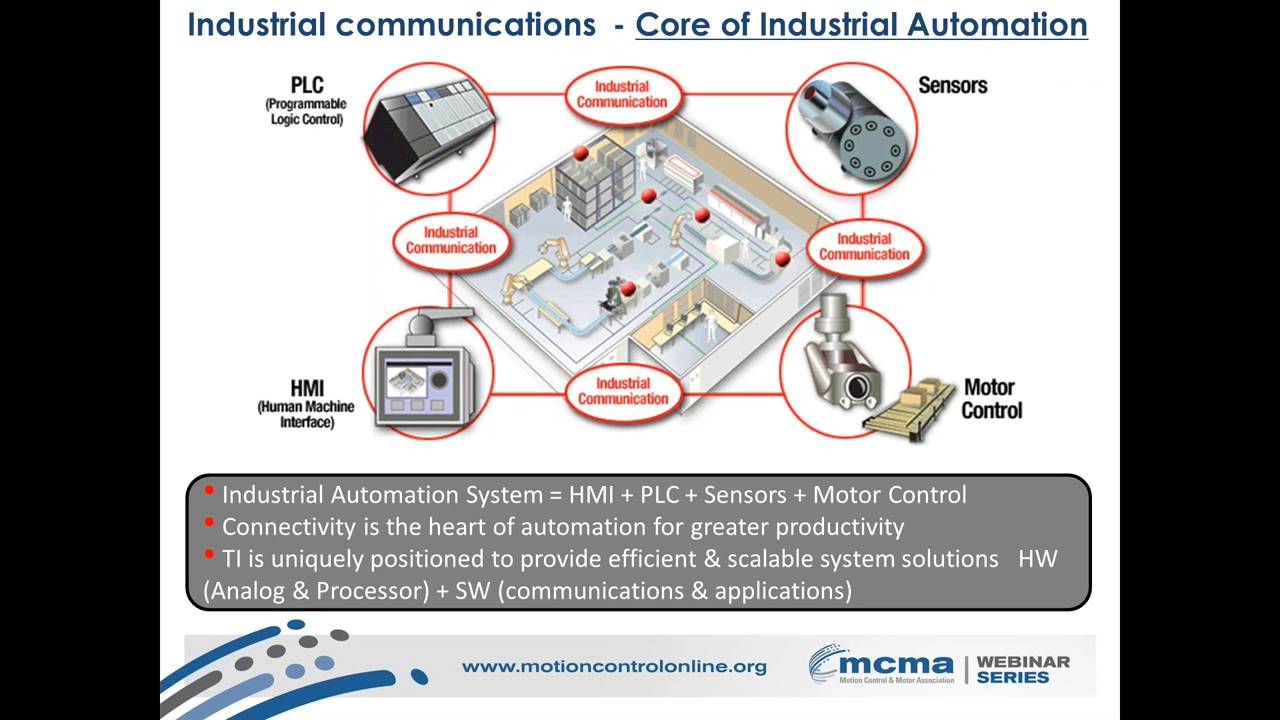 Industrial communications - Core of Industrial Automation
PLC
(Programmable
Logic Control)
Industrial
Communication
Sensors
Industrial
Communication
Industrial
Communication
HMI
(Human Machine
Interface)
Industrial
Communication
Motor
Control
• Industrial Automation System = HMI + PLC + Sensors + Motor Control
• Connectivity is the heart of automation for greater productivity
• TI is uniquely positioned to provide efficient & scalable system solutions HW
(Analog & Processor) + SW (communications & applications)
www.motioncontrolonline.org
mcma
Motion Control & Motor Association
WEBINAR
SERIES